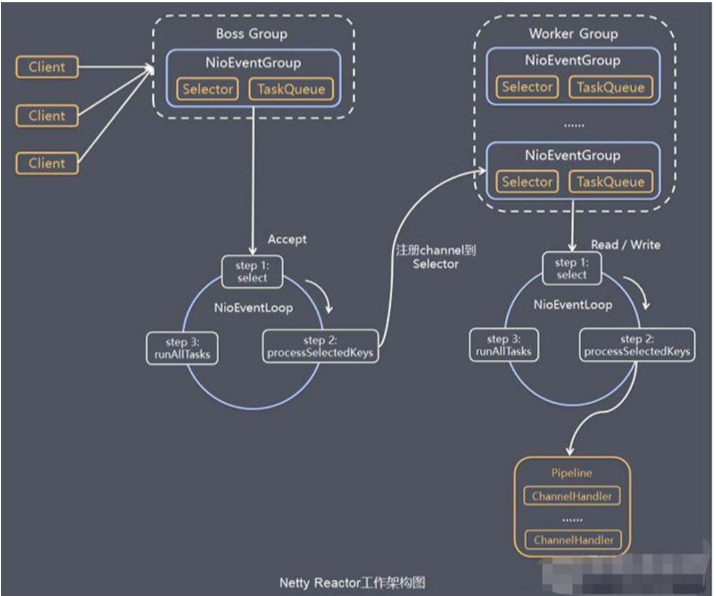 Boss Group
NioEventGroup
Selector
TaskQueue
Client
Client
Client
Worker Group
NioEventGroup
Selector
TaskQueue
......
NioEventGroup
Selector
TaskQueue
Accept
step 1:
select
NioEventLoop
step 2:
processSelectedKeys
step 3:
runAllTasks
注册channel到
Selector
Read / Write
step 1:
select
NioEventLoop
step 2:
processSelectedKeys
step 3:
runAllTasks
Pipeline
ChannelHandler
......
ChannelHandler
Netty Reactor工作架构图